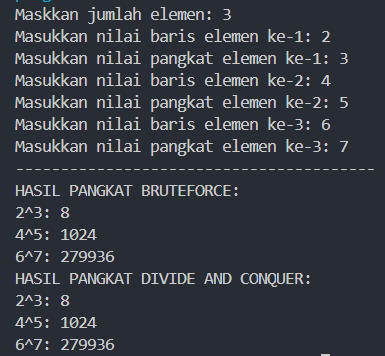 Maskkan jumlah elemen: 3
Masukkan nilai baris elemen ke-1: 2
Masukkan nilai pangkat elemen ke-1: 3
Masukkan nilai baris elemen ke-2: 4
Masukkan nilai pangkat elemen ke-2: 5
Masukkan nilai baris elemen ke-3: 6
Masukkan nilai pangkat elemen ke-3: 7
----------------------------------------
HASIL PANGKAT BRUTEFORCE:
2^3: 8
4^5: 1024
6^7: 279936
HASIL PANGKAT DIVIDE AND CONQUER:
2^3: 8
4^5: 1024
6^7: 279936